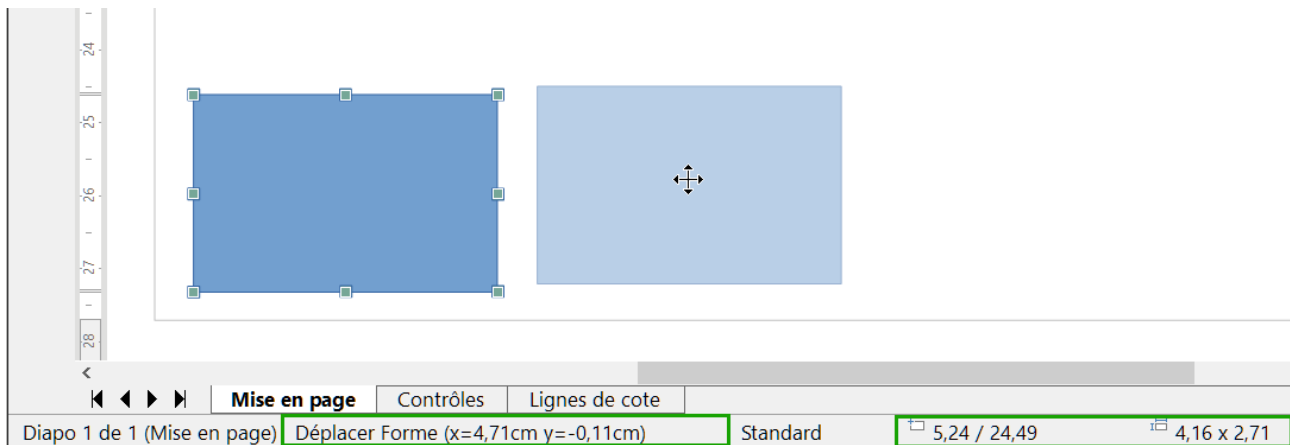 24
25
26
27
28
Mise en page Contrôles Lignes de cote
Diapo 1 de 1 (Mise en page) Déplacer Forme (x=4,71cm y=-0,11cm) Standard 5,24 / 24,49 4,16 x 2,71